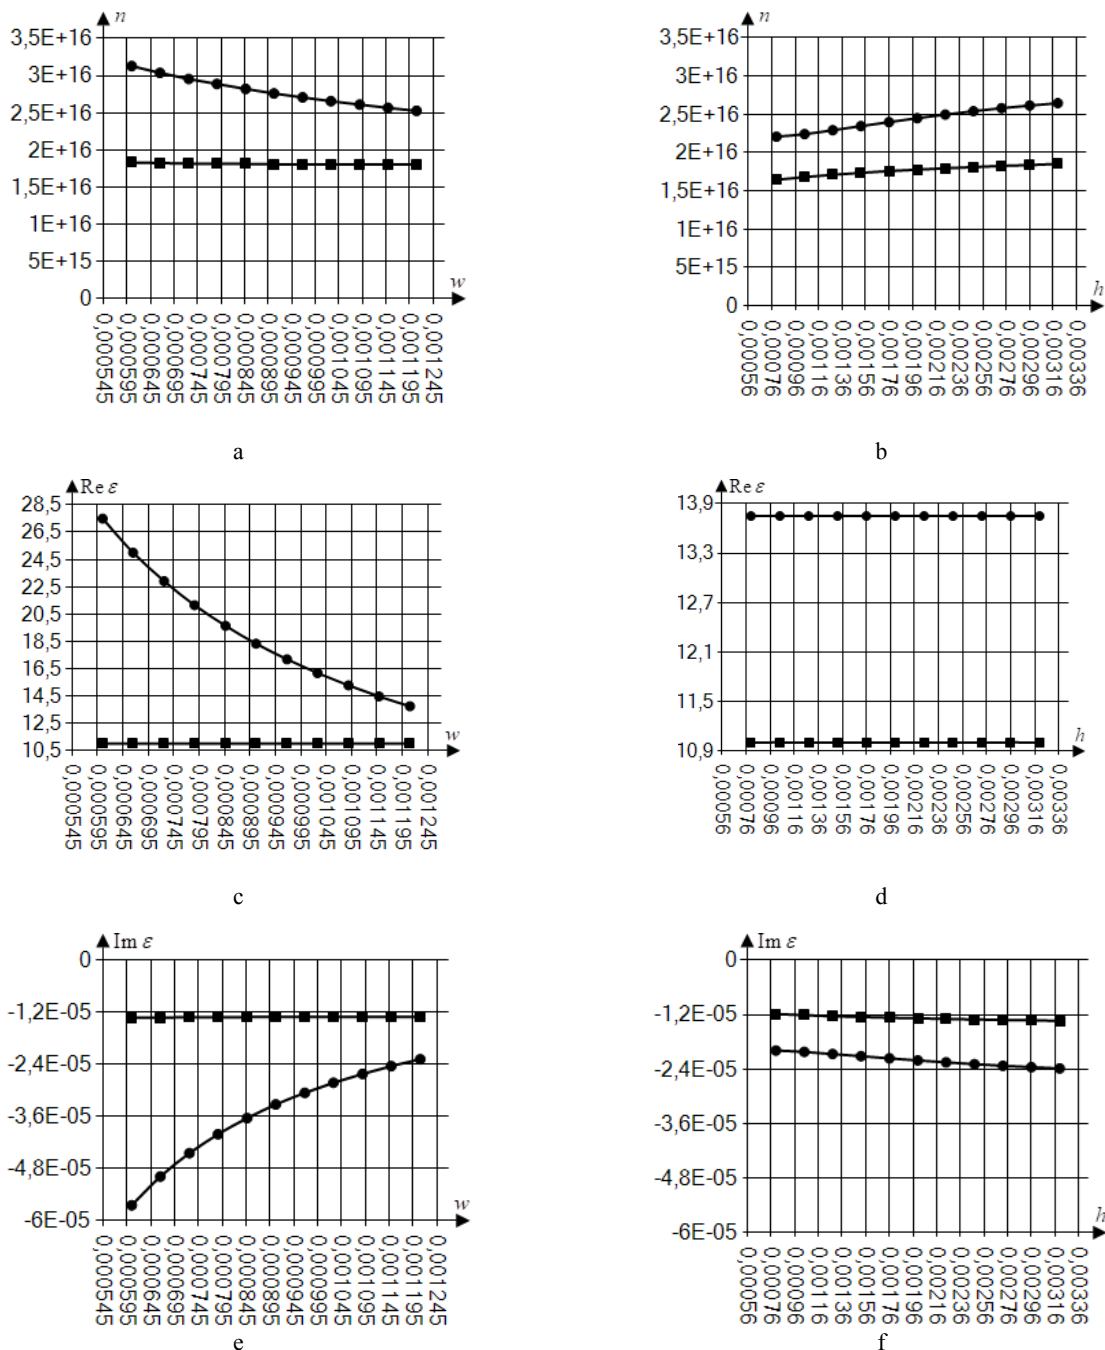 n
3,5E+16
3E+16
2,5E+16
2E+16
1,5E+16
1E+16
5E+15
0
w
0,000545
0,000595
0,000645
0,000695
0,000745
0,000795
0,000845
0,000895
0,000945
0,000995
0,001045
0,001095
0,001145
0,001195
0,001245
a
n
3,5E+16
3E+16
2,5E+16
2E+16
1,5E+16
1E+16
5E+15
0
h
0,00056
0,00076
0,00096
0,00116
0,00136
0,00156
0,00176
0,00196
0,00216
0,00236
0,00256
0,00276
0,00296
0,00316
0,00336
b
Re ε
28,5
26,5
24,5
22,5
20,5
18,5
16,5
14,5
12,5
10,5
w
0,000545
0,000595
0,000645
0,000695
0,000745
0,000795
0,000845
0,000895
0,000945
0,000995
0,001045
0,001095
0,001145
0,001195
0,001245
c
Re ε
13,9
13,3
12,7
12,1
11,5
10,9
h
0,00056
0,00076
0,00096
0,00116
0,00136
0,00156
0,00176
0,00196
0,00216
0,00236
0,00256
0,00276
0,00296
0,00316
0,00336
d
Im ε
0
-1,2E-05
-2,4E-05
-3,6E-05
-4,8E-05
-6E-05
w
0,000545
0,000595
0,000645
0,000695
0,000745
0,000795
0,000845
0,000895
0,000945
0,000995
0,001045
0,001095
0,001145
0,001195
0,001245
e
Im ε
0
-1,2E-05
-2,4E-05
-3,6E-05
-4,8E-05
-6E-05
h
0,00056
0,00076
0,00096
0,00116
0,00136
0,00156
0,00176
0,00196
0,00216
0,00236
0,00256
0,00276
0,00296
0,00316
0,00336
f